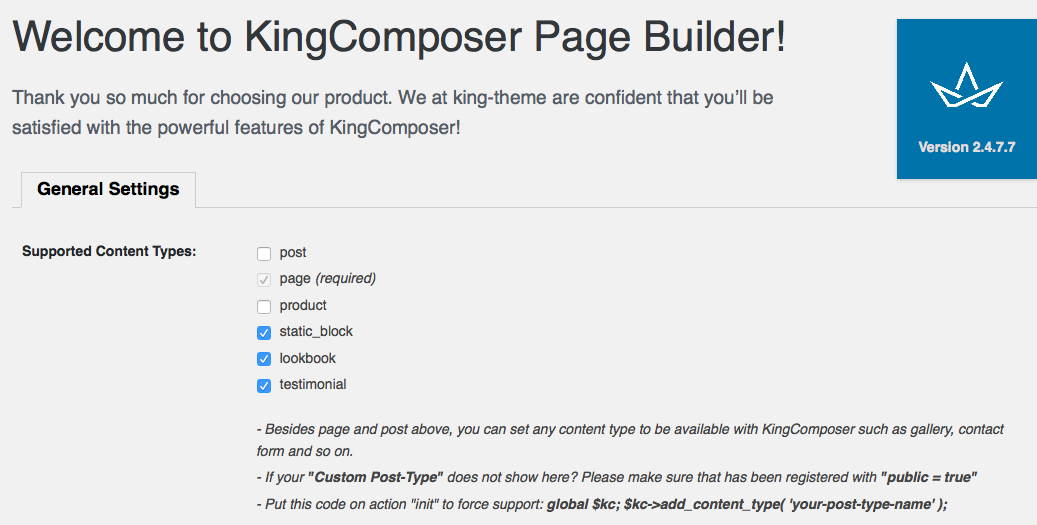 Welcome to KingComposer Page Builder!
Thank you so much for choosing our product. We at king-theme are confident that you'll be
satisfied with the powerful features of KingComposer!
Version 2.4.7.7
General Settings
Supported Content Types:
post
page (required)
product
static_block
lookbook
testimonial
- Besides page and post above, you can set any content type to be available with KingComposer such as gallery, contact
form and so on.
- If your "Custom Post-Type" does not show here? Please make sure that has been registered with "public = true"
- Put this code on action "init" to force support: global $kc; $kc->add_content_type( 'your-post-type-name' );